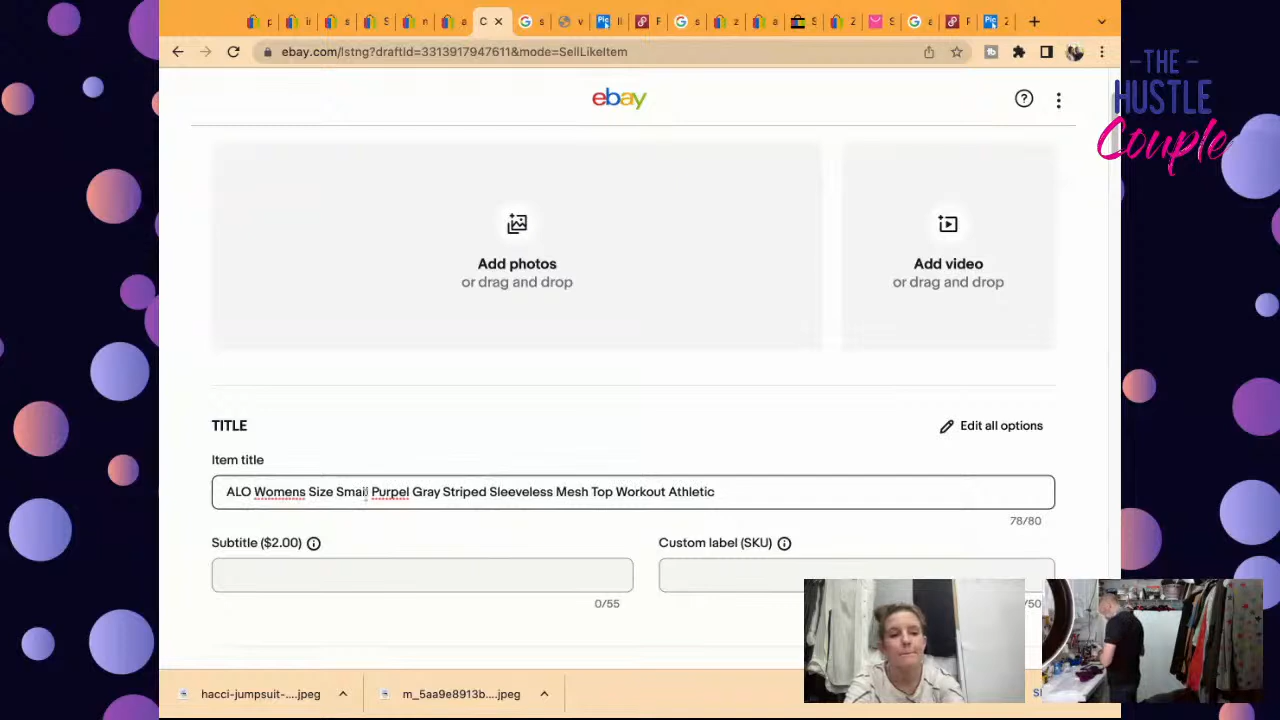 ebay.com/lstng?draftId=3313917947611&mode=SellLikeItem
-THE-
HUSTLE
Couple
ebay
Add photos
or drag and drop
Add video
or drag and drop
TITLE
Edit all options
Item title
ALO Womens Size Small Purpel Gray Striped Sleeveless Mesh Top Workout Athletic
78/80
Subtitle ($2.00)
Custom label (SKU)
0/55
/50
hacci-jumpsuit-....jpeg
m_5aa9e8913b....jpeg